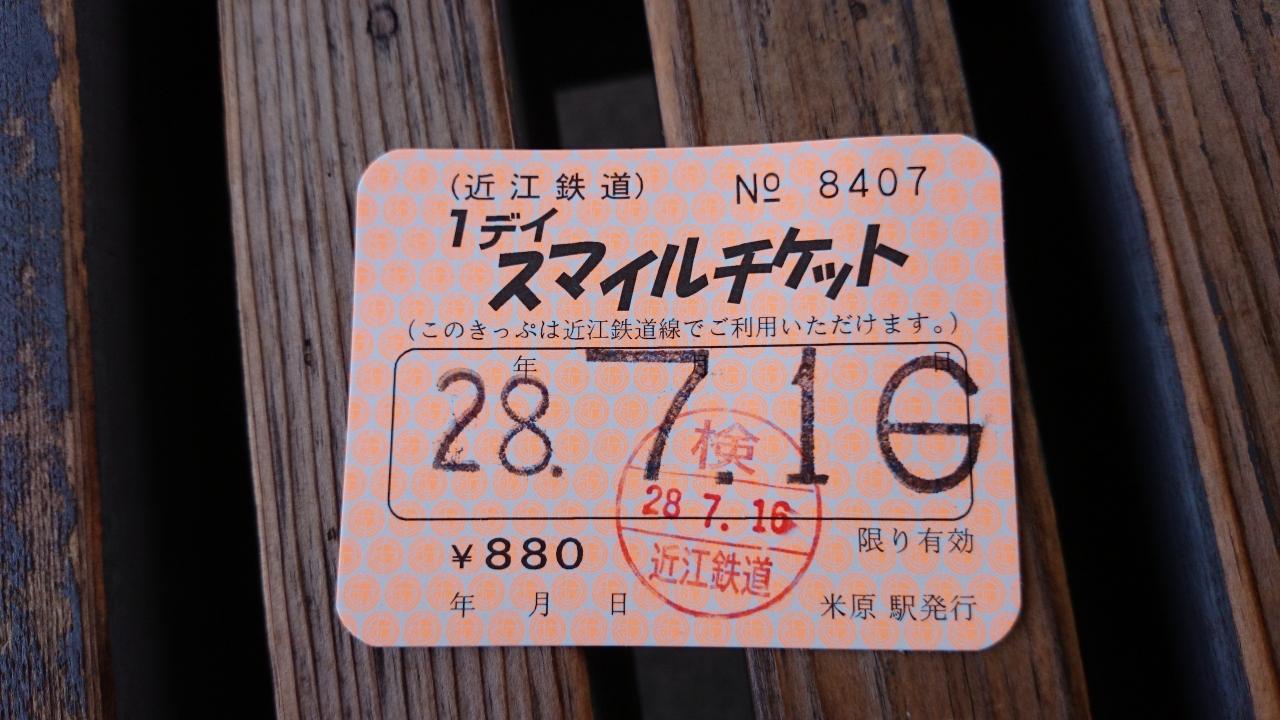 (近江鉄道) № 8407
1デイ
スマイルチケット
(このきっぷは近江鉄道線でご利用いただけます。)
年 月 日
28. 7. 16
検
28 7. 16
近江鉄道
限り有効
¥880
年 月 日 米原 駅発行